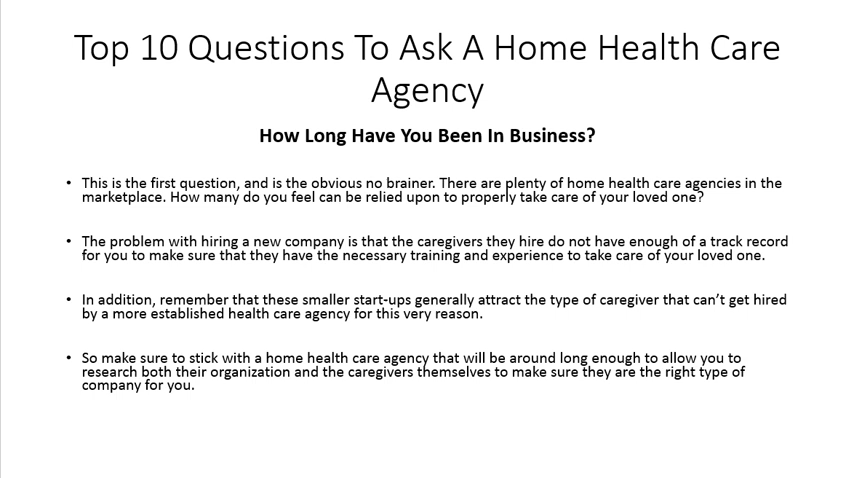 Top 10 Questions To Ask A Home Health Care
Agency
How Long Have You Been In Business?
• This is the first question, and is the obvious no brainer. There are plenty of home health care agencies in the
marketplace. How many do you feel can be relied upon to properly take care of your loved one?
• The problem with hiring a new company is that the caregivers they hire do not have enough of a track record
for you to make sure that they have the necessary training and experience to take care of your loved one.
• In addition, remember that these smaller start-ups generally attract the type of caregiver that can’t get hired
by a more established health care agency for this very reason.
• So make sure to stick with a home health care agency that will be around long enough to allow you to
research both their organization and the caregivers themselves to make sure they are the right type of
company for you.